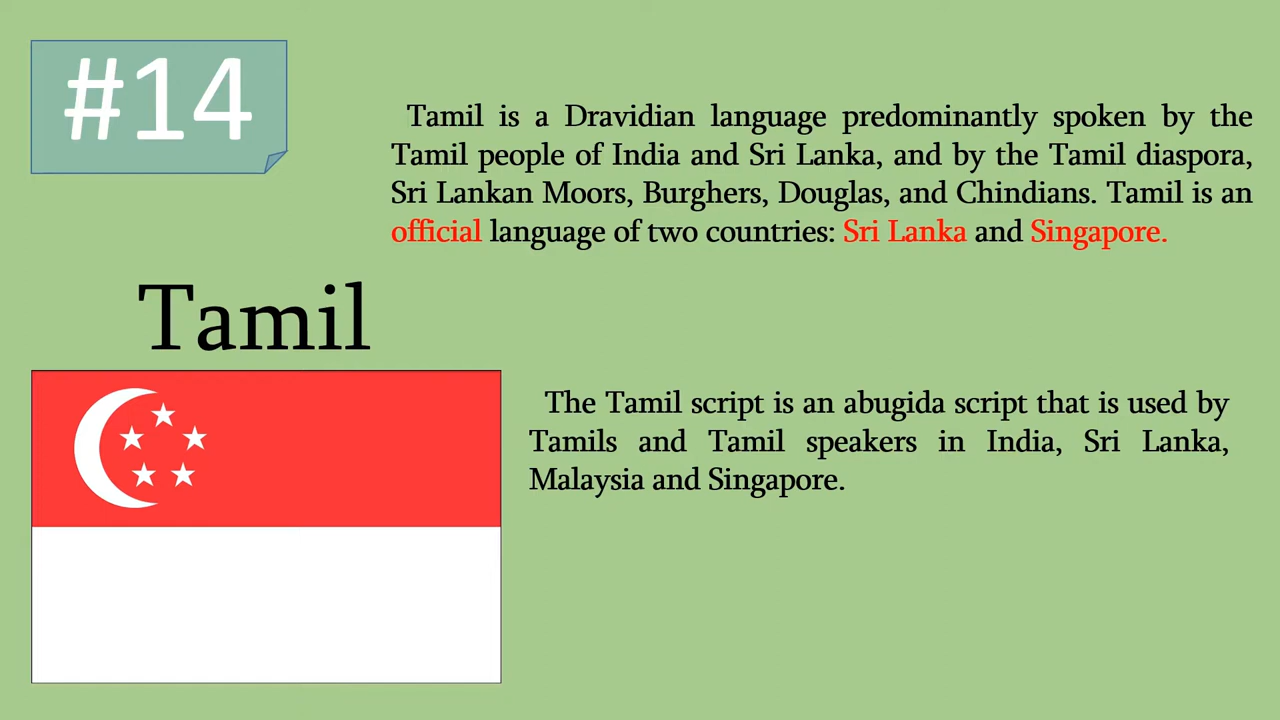 #14
Tamil is a Dravidian language predominantly spoken by the
Tamil people of India and Sri Lanka, and by the Tamil diaspora,
Sri Lankan Moors, Burghers, Douglas, and Chindians. Tamil is an
official language of two countries: Sri Lanka and Singapore.
Tamil
The Tamil script is an abugida script that is used by
Tamils and Tamil speakers in India, Sri Lanka,
Malaysia and Singapore.